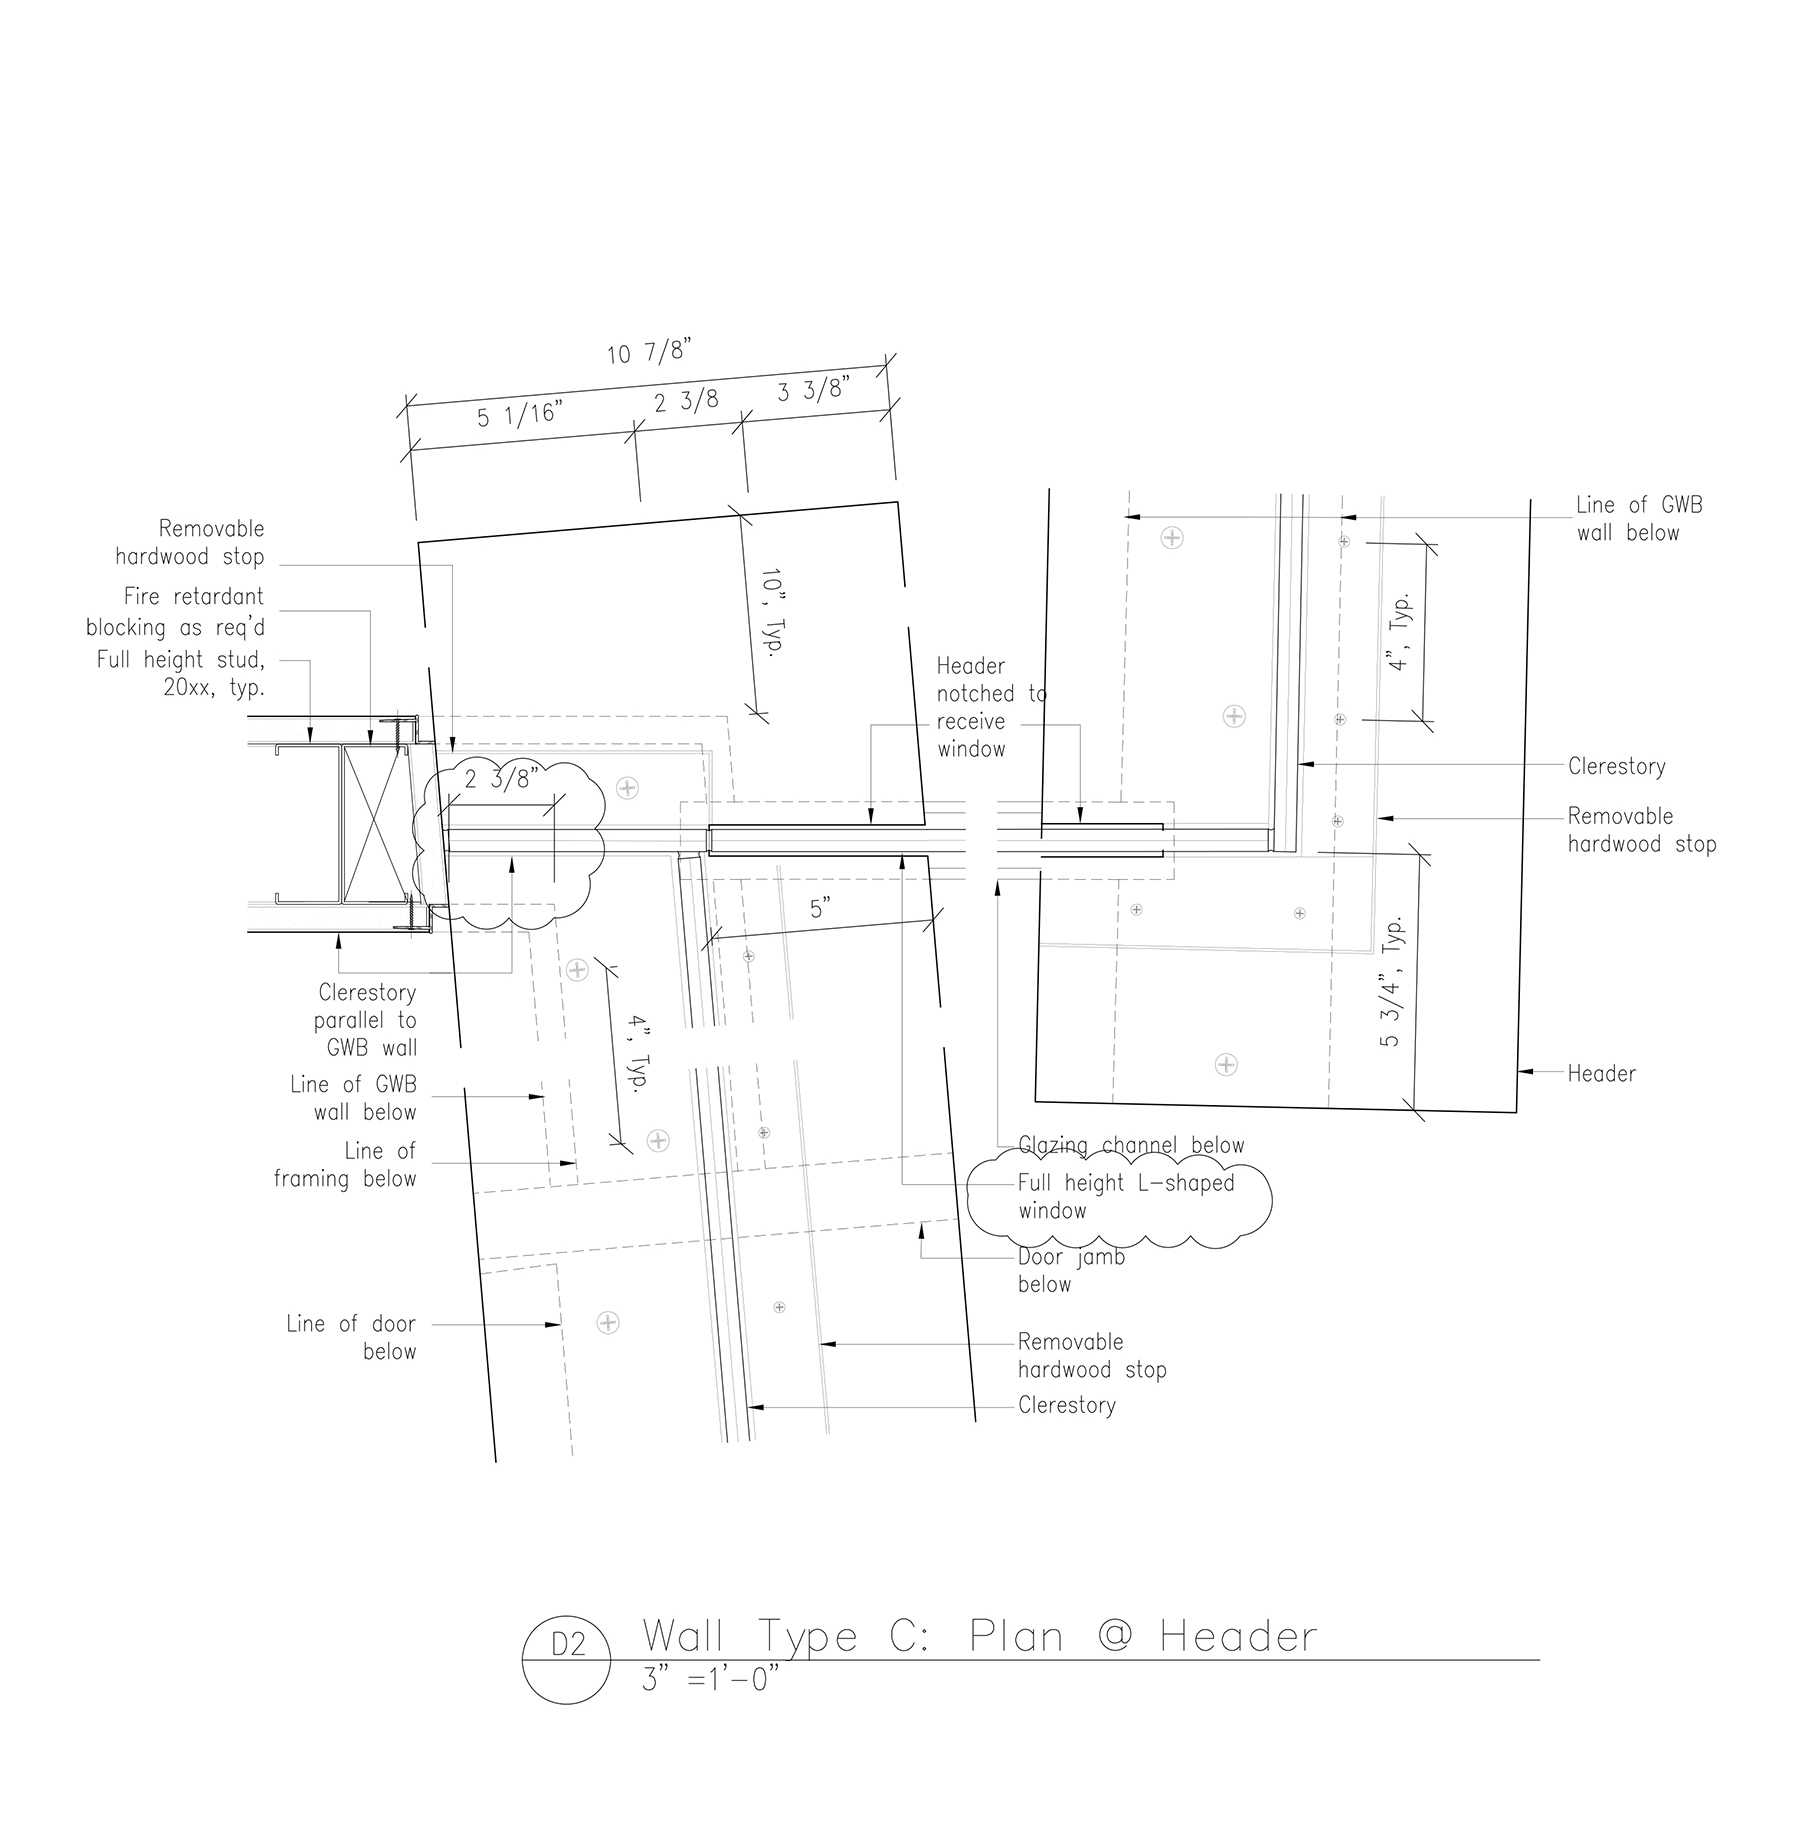 10 7/8"
5 1/16"
2 3/8
3 3/8"
Removable
hardwood stop
Fire retardant
blocking as req'd
Full height stud,
20xx, typ.
10", Typ.
Header
notched to
receive
window
Line of GWB
wall below
4", Typ.
Clerestory
Removable
hardwood stop
2 3/8"
5"
5 3/4", Typ.
Header
Clerestory
parallel to
GWB wall
Line of GWB
wall below
Line of
framing below
4", Typ.
Line of door
below
Glazing channel below
Full height L-shaped
window
Door jamb
below
Removable
hardwood stop
Clerestory
D2
Wall Type C: Plan @ Header
3" =1'-0"